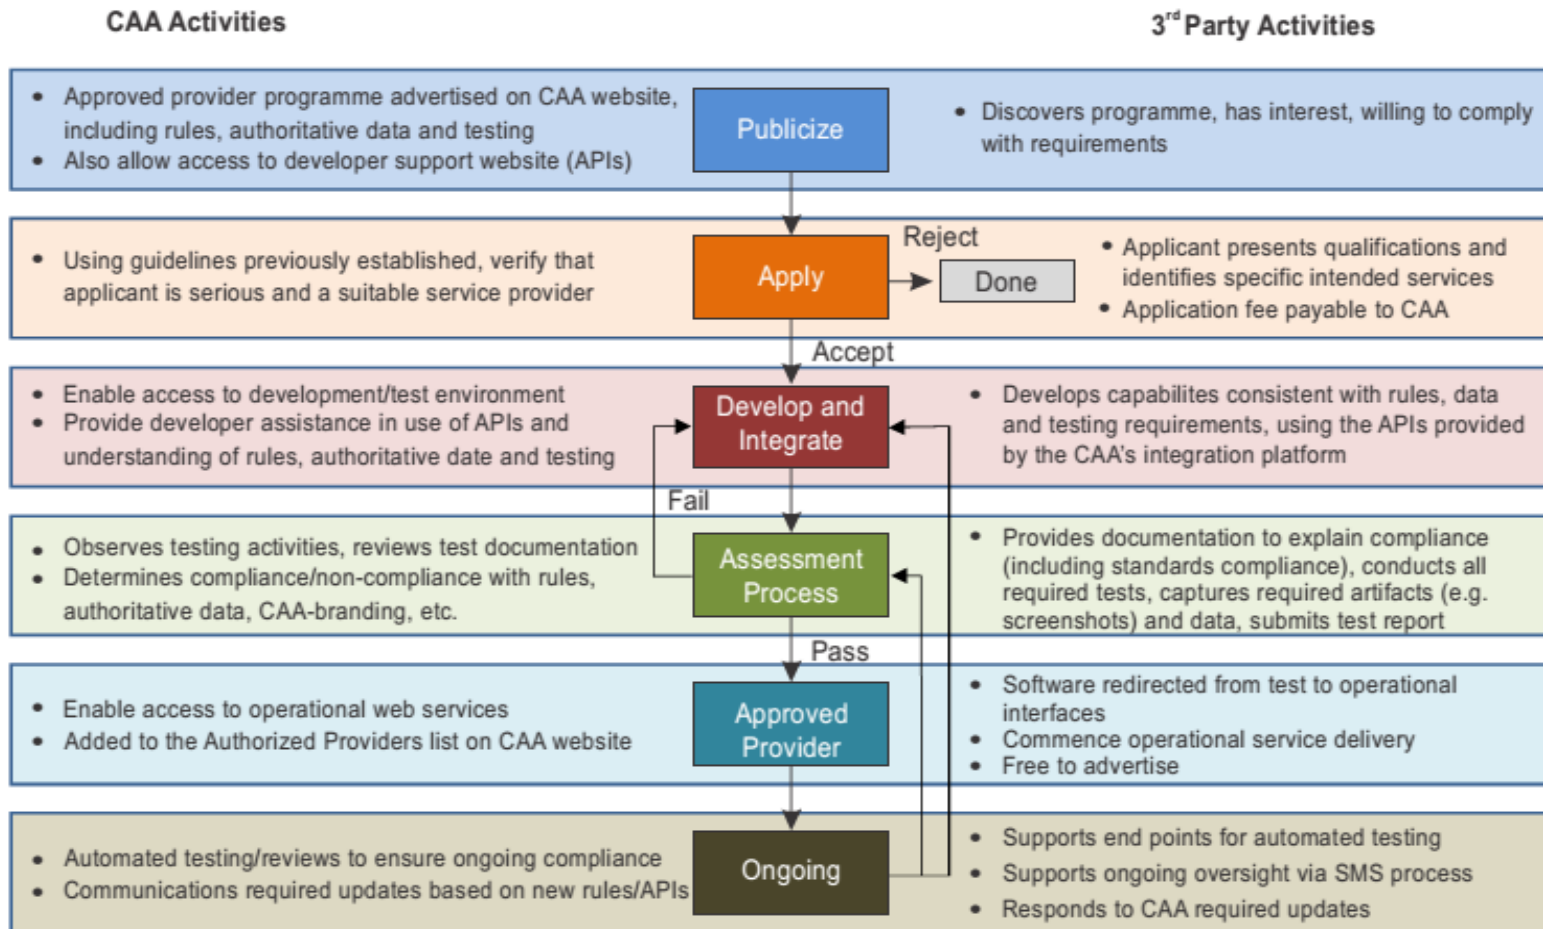 CAA Activities
3rd Party Activities
• Approved provider programme advertised on CAA website,
including rules, authoritative data and testing
• Also allow access to developer support website (APIs)
Publicize
• Discovers programme, has interest, willing to comply
with requirements
• Using guidelines previously established, verify that
applicant is serious and a suitable service provider
Apply
Reject
Done
• Applicant presents qualifications and
identifies specific intended services
• Application fee payable to CAA
Accept
• Enable access to development/test environment
• Provide developer assistance in use of APIs and
understanding of rules, authoritative date and testing
Develop and
Integrate
• Develops capabilites consistent with rules, data
and testing requirements, using the APIs provided
by the CAA's integration platform
Fail
• Observes testing activities, reviews test documentation
• Determines compliance/non-compliance with rules,
authoritative data, CAA-branding, etc.
Assessment
Process
• Provides documentation to explain compliance
(including standards compliance), conducts all
required tests, captures required artifacts (e.g.
screenshots) and data, submits test report
Pass
• Enable access to operational web services
• Added to the Authorized Providers list on CAA website
Approved
Provider
• Software redirected from test to operational
interfaces
• Commence operational service delivery
• Free to advertise
• Automated testing/reviews to ensure ongoing compliance
• Communications required updates based on new rules/APIs
Ongoing
• Supports end points for automated testing
• Supports ongoing oversight via SMS process
• Responds to CAA required updates